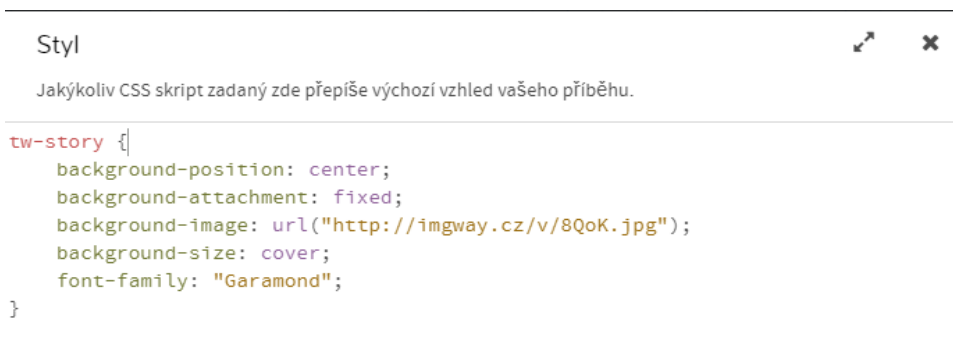 Styl
Jakýkoliv CSS skript zadaný zde přepíše výchozí vzhled vašeho příběhu.
tw-story {
    background-position: center;
    background-attachment: fixed;
    background-image: url("http://imgway.cz/v/8QoK.jpg");
    background-size: cover;
    font-family: "Garamond";
}